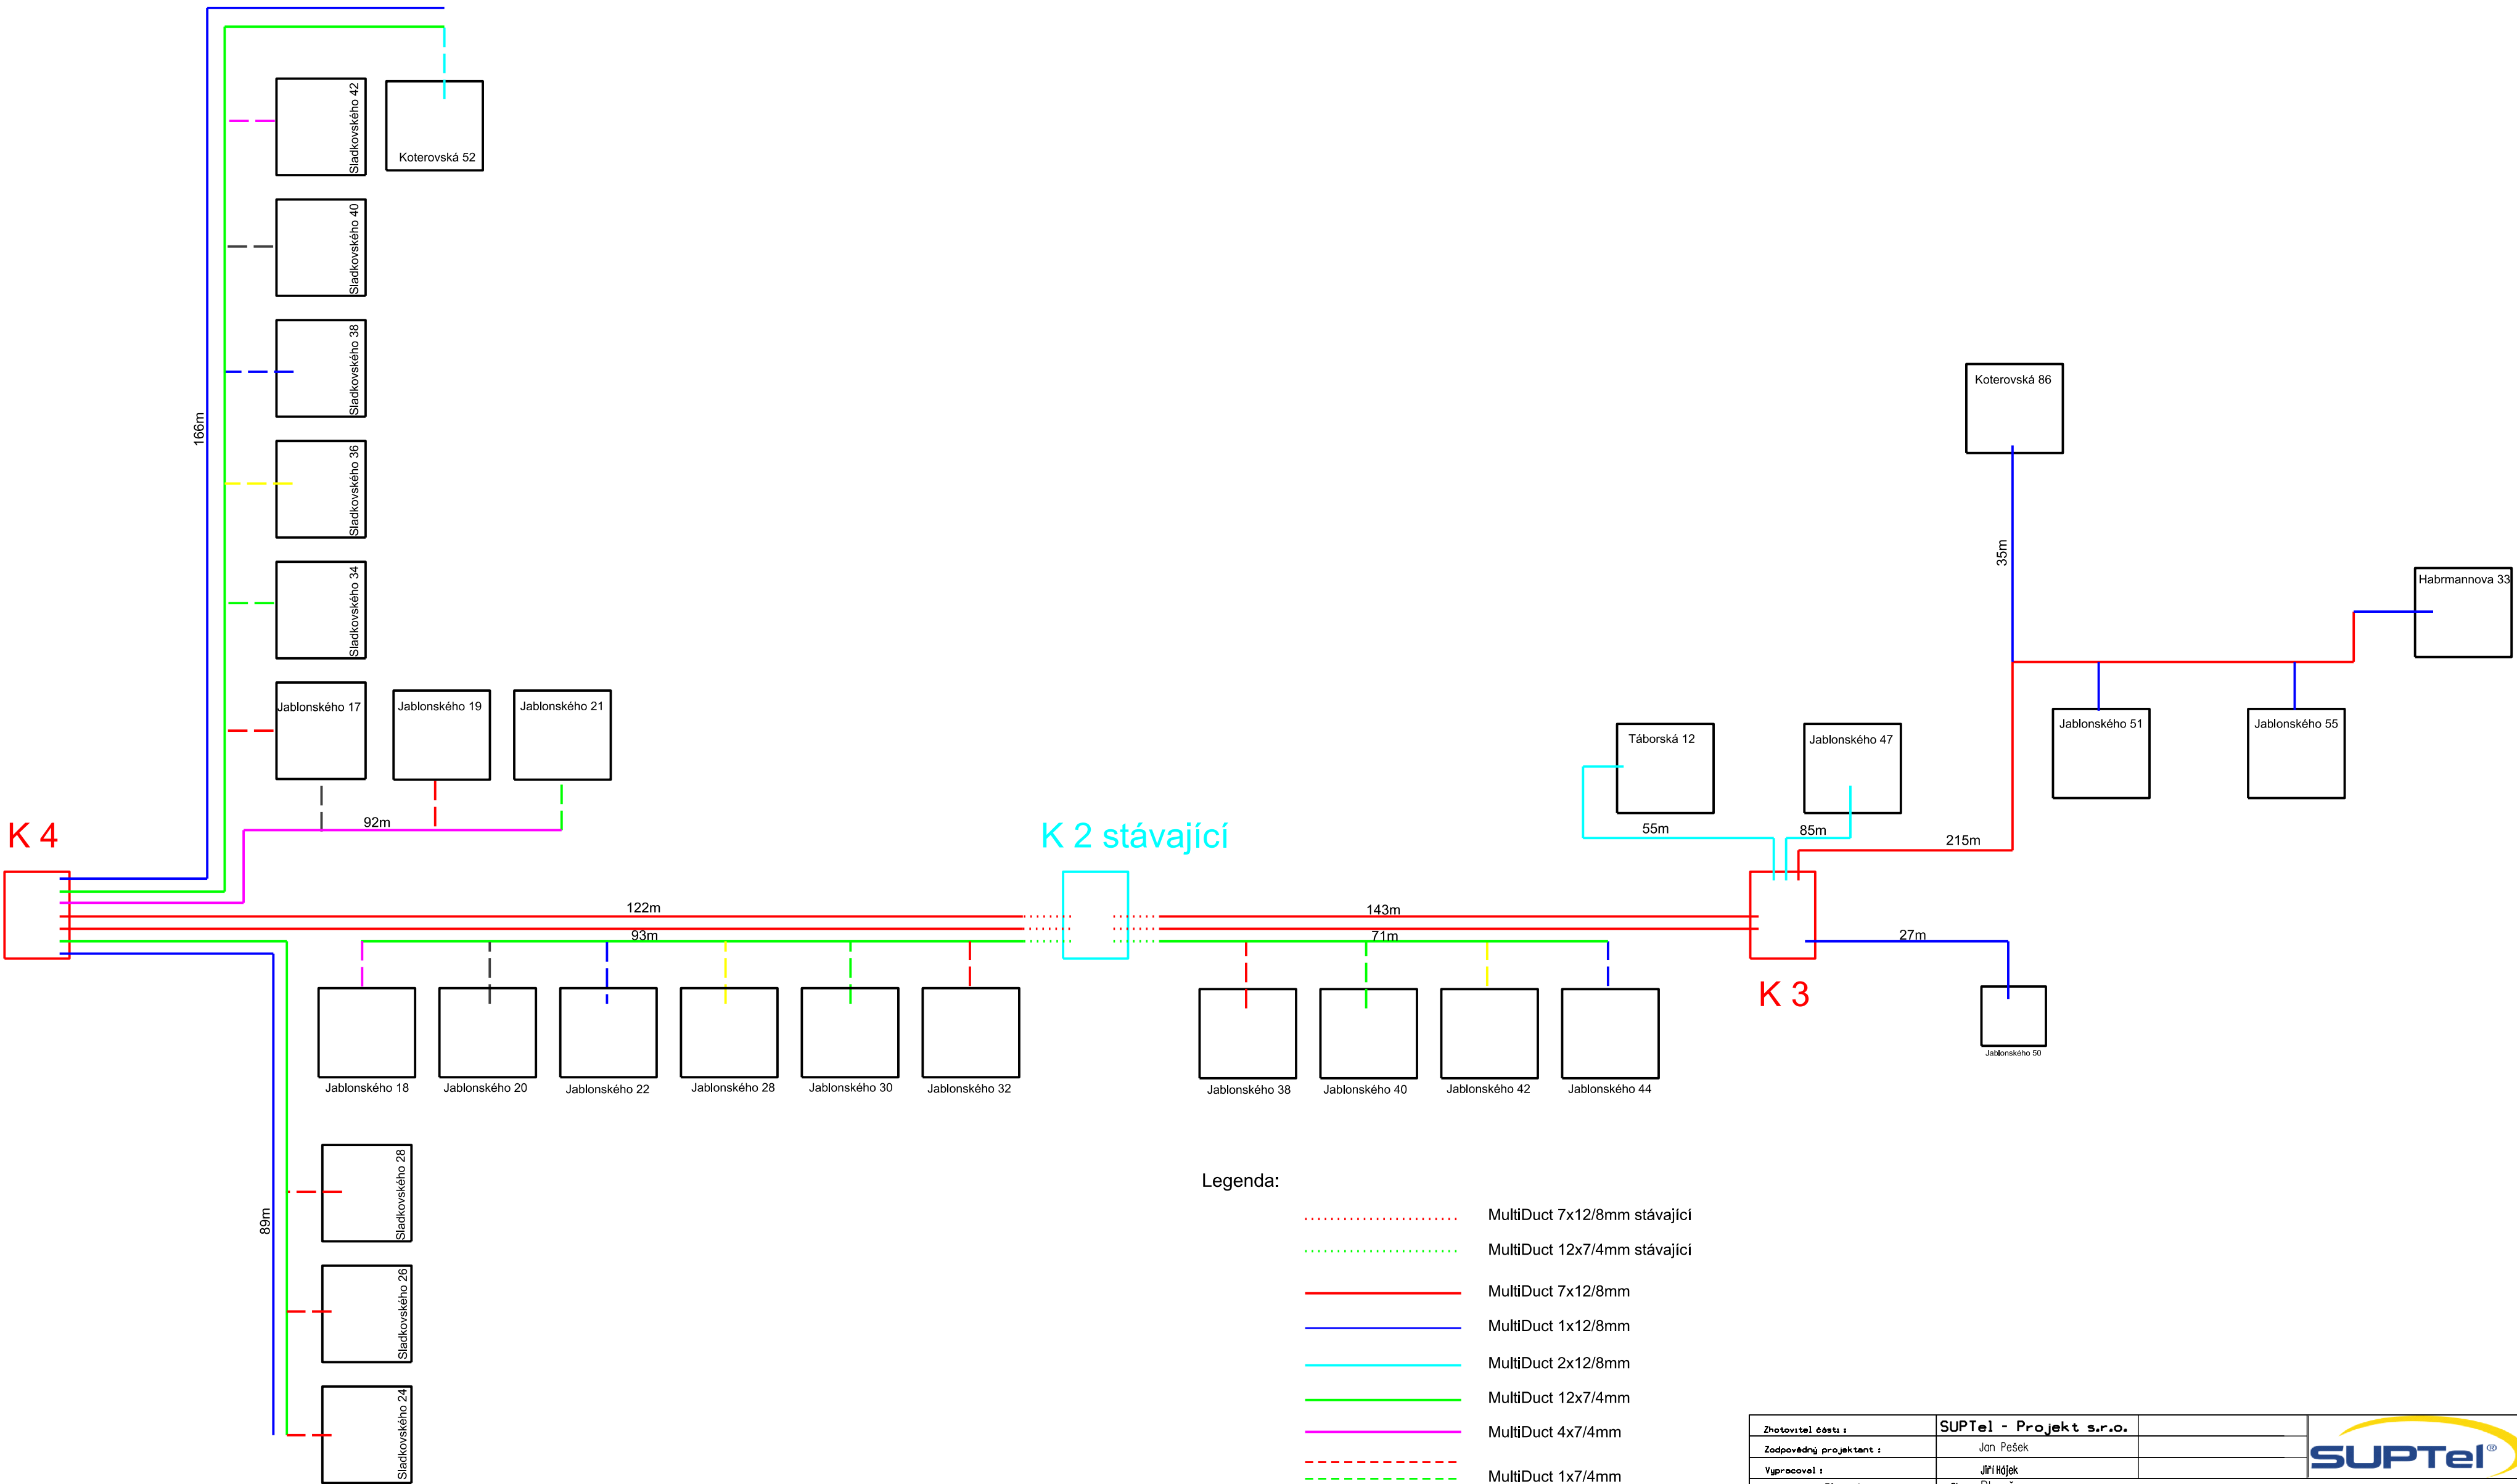 Sladkovského 42
Koterovská 52
Sladkovského 40
Sladkovského 38
166m
Sladkovského 36
Sladkovského 34
Koterovská 86
35m
Habrmannova 33
Jablonského 17
Jablonského 19
Jablonského 21
Táborská 12
Jablonského 47
Jablonského 51
Jablonského 55
K 4
92m
K 2 stávající
55m
85m
215m
122m
143m
93m
71m
27m
K 3
Jablonského 50
Jablonského 18
Jablonského 20
Jablonského 22
Jablonského 28
Jablonského 30
Jablonského 32
Jablonského 38
Jablonského 40
Jablonského 42
Jablonského 44
Sladkovského 28
89m
Sladkovského 26
Sladkovského 24
Legenda:
MultiDuct 7x12/8mm stávající
MultiDuct 12x7/4mm stávající
MultiDuct 7x12/8mm
MultiDuct 1x12/8mm
MultiDuct 2x12/8mm
MultiDuct 12x7/4mm
MultiDuct 4x7/4mm
MultiDuct 1x7/4mm
Zhotovitel části : SUPTel - Projekt s.r.o.
Zodpovědný projektant : Jan Pešek
Vypracoval : Jiří Hájek
SUPTel®